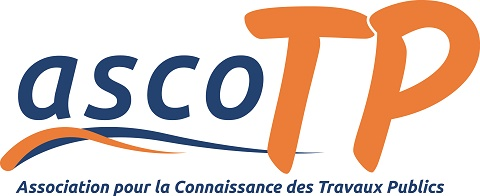 ascoTP
Association pour la Connaissance des Travaux Publics